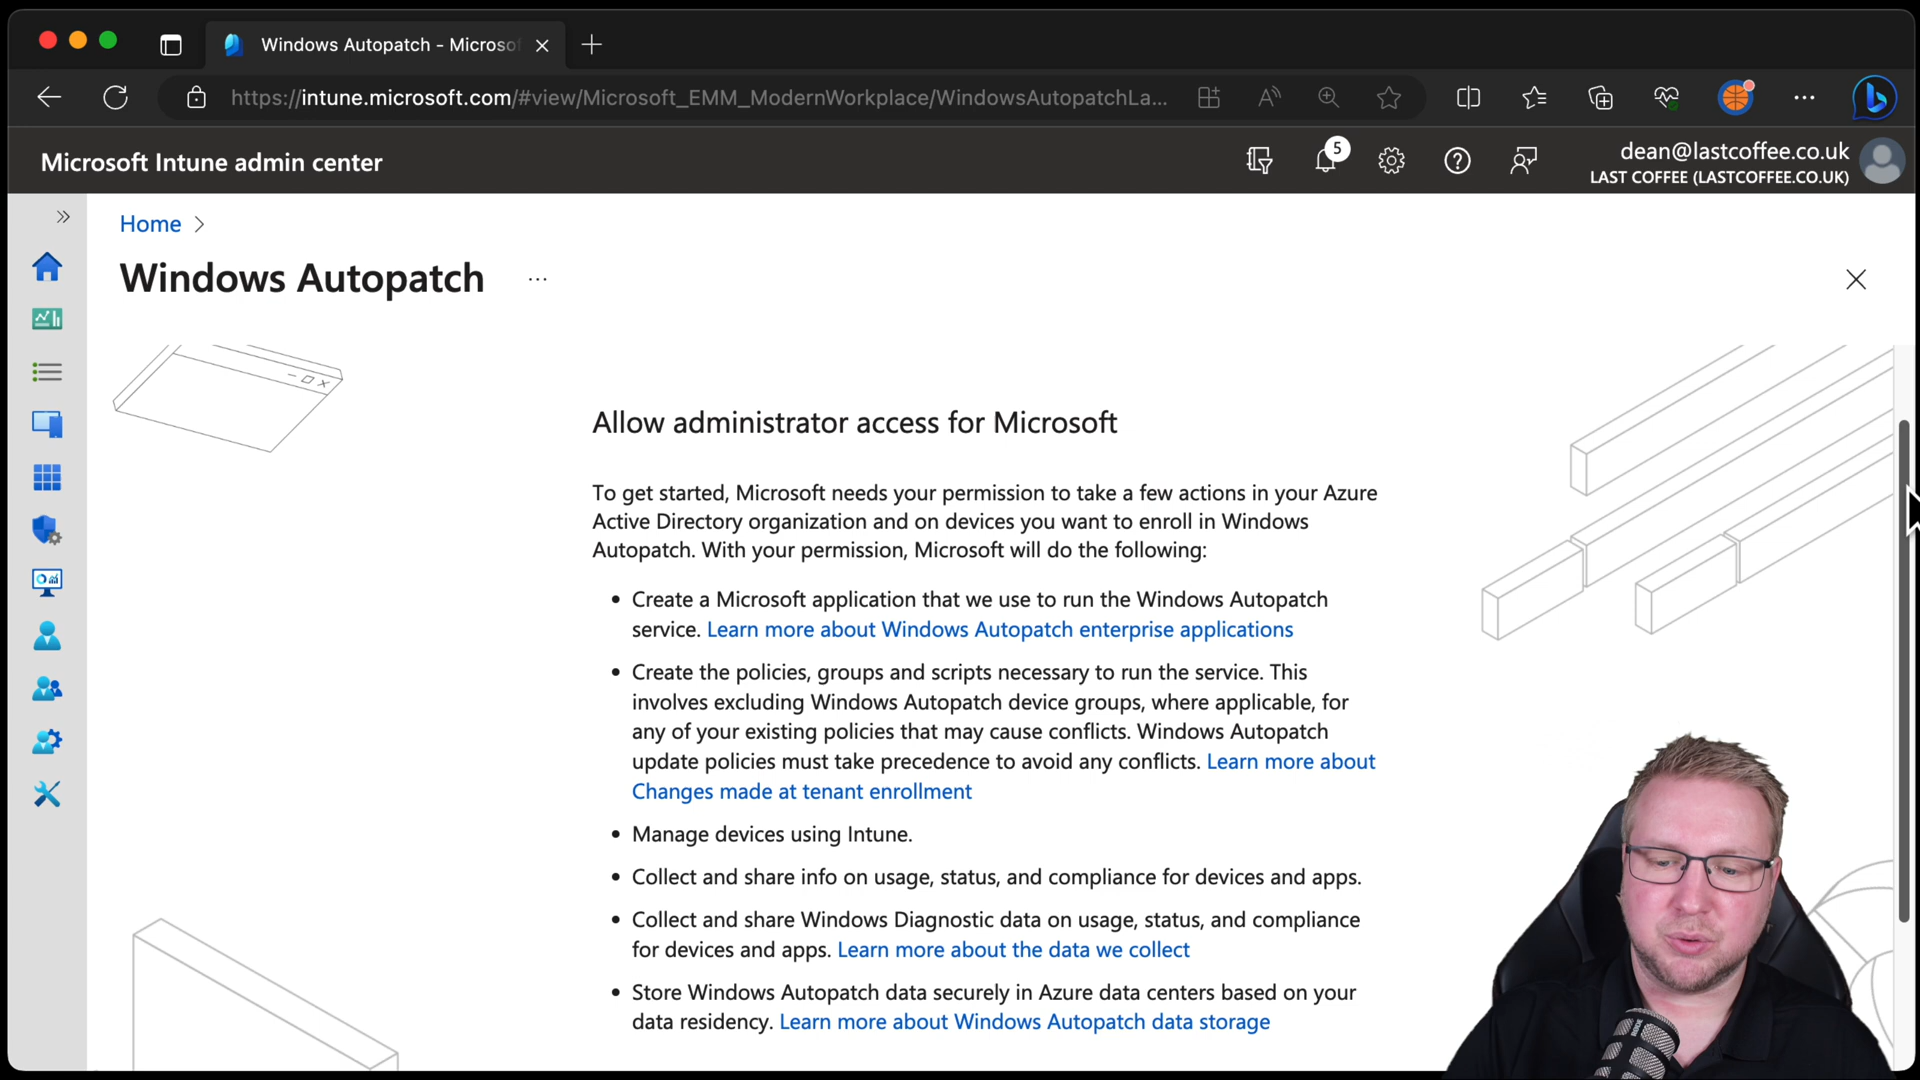 Windows Autopatch - Microsof
https://intune.microsoft.com/#view/Microsoft_EMM_ModernWorkplace/WindowsAutopatchLa...
Microsoft Intune admin center
5
dean@lastcoffee.co.uk
LAST COFFEE (LASTCOFFEE.CO.UK)
Home
Windows Autopatch
...
Allow administrator access for Microsoft
To get started, Microsoft needs your permission to take a few actions in your Azure
Active Directory organization and on devices you want to enroll in Windows
Autopatch. With your permission, Microsoft will do the following:
• Create a Microsoft application that we use to run the Windows Autopatch
service. Learn more about Windows Autopatch enterprise applications
• Create the policies, groups and scripts necessary to run the service. This
involves excluding Windows Autopatch device groups, where applicable, for
any of your existing policies that may cause conflicts. Windows Autopatch
update policies must take precedence to avoid any conflicts. Learn more about
Changes made at tenant enrollment
• Manage devices using Intune.
• Collect and share info on usage, status, and compliance for devices and apps.
• Collect and share Windows Diagnostic data on usage, status, and compliance
for devices and apps. Learn more about the data we collect
• Store Windows Autopatch data securely in Azure data centers based on your
data residency. Learn more about Windows Autopatch data storage